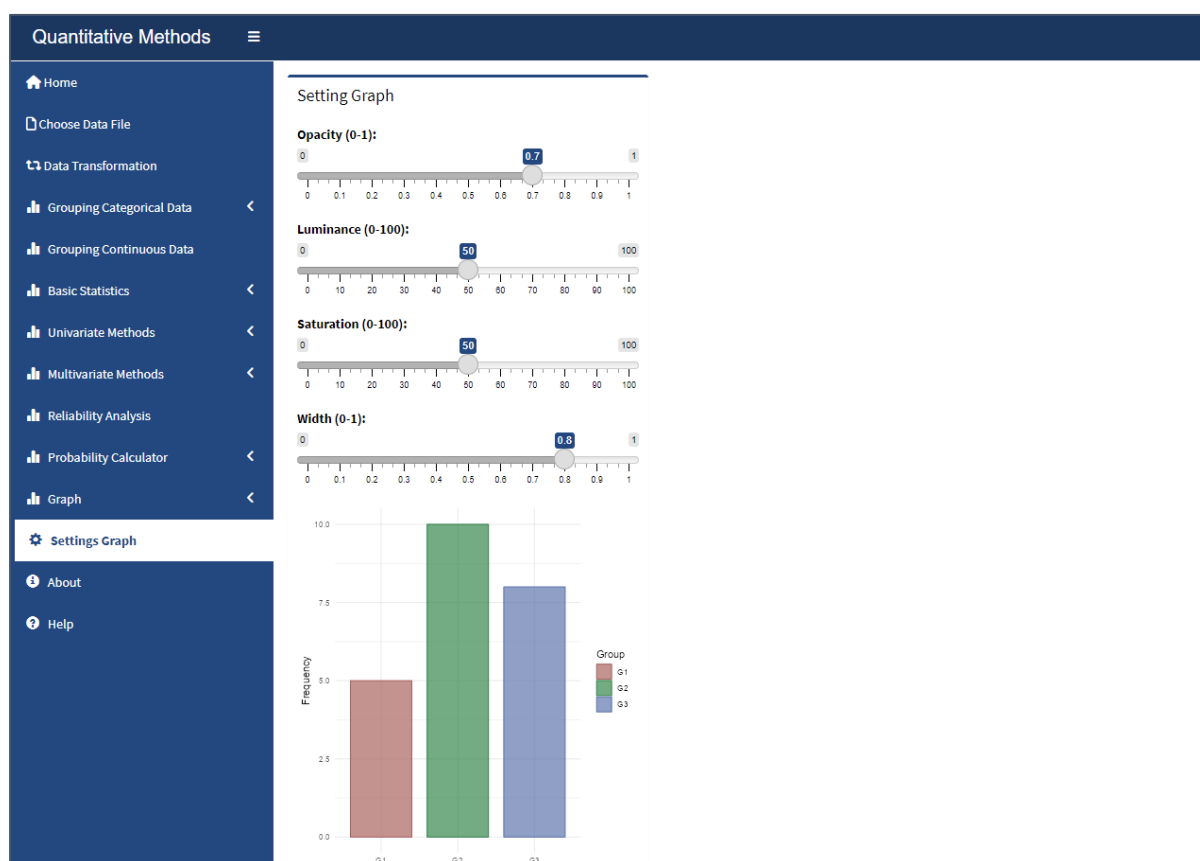 Quantitative Methods
Home
Choose Data File
Data Transformation
Grouping Categorical Data
Grouping Continuous Data
Basic Statistics
Univariate Methods
Multivariate Methods
Reliability Analysis
Probability Calculator
Graph
Settings Graph
About
Help
Setting Graph
Opacity (0-1):
0 0.7 1
0 0.1 0.2 0.3 0.4 0.5 0.6 0.7 0.8 0.9 1
Luminance (0-100):
0 50 100
0 10 20 30 40 50 60 70 80 90 100
Saturation (0-100):
0 50 100
0 10 20 30 40 50 60 70 80 90 100
Width (0-1):
0 0.8 1
0 0.1 0.2 0.3 0.4 0.5 0.6 0.7 0.8 0.9 1
10.0
7.5
5.0
2.5
0.0
Frequency
Group
G1
G2
G3
G1 G2 G3